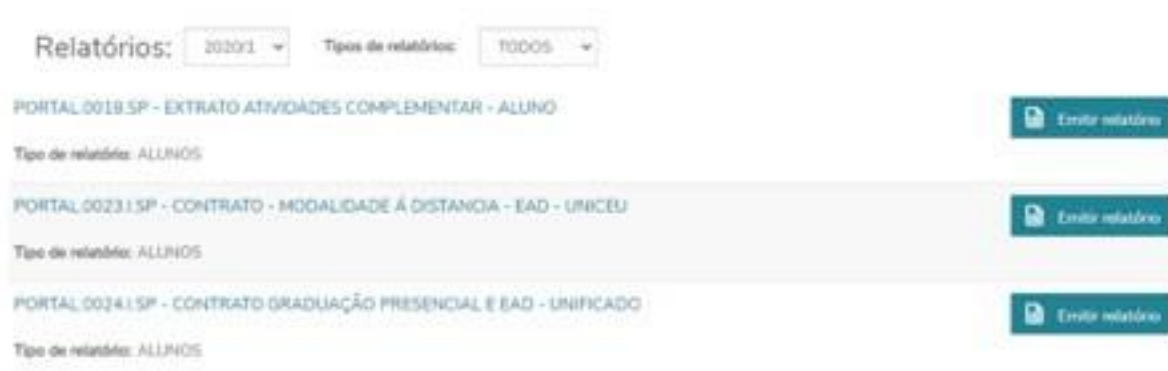 Relatórios: 2020/1 Tipos de relatórios: TODOS
PORTAL.0018.SP - EXTRATO ATIVIDADES COMPLEMENTAR - ALUNO
Emitir relatório
Tipo de relatório: ALUNOS
PORTAL.0023.I.SP - CONTRATO - MODALIDADE Á DISTANCIA - EAD - UNICEU
Emitir relatório
Tipo de relatório: ALUNOS
PORTAL.0024.I.SP - CONTRATO GRADUAÇÃO PRESENCIAL E EAD - UNIFICADO
Emitir relatório
Tipo de relatório: ALUNOS